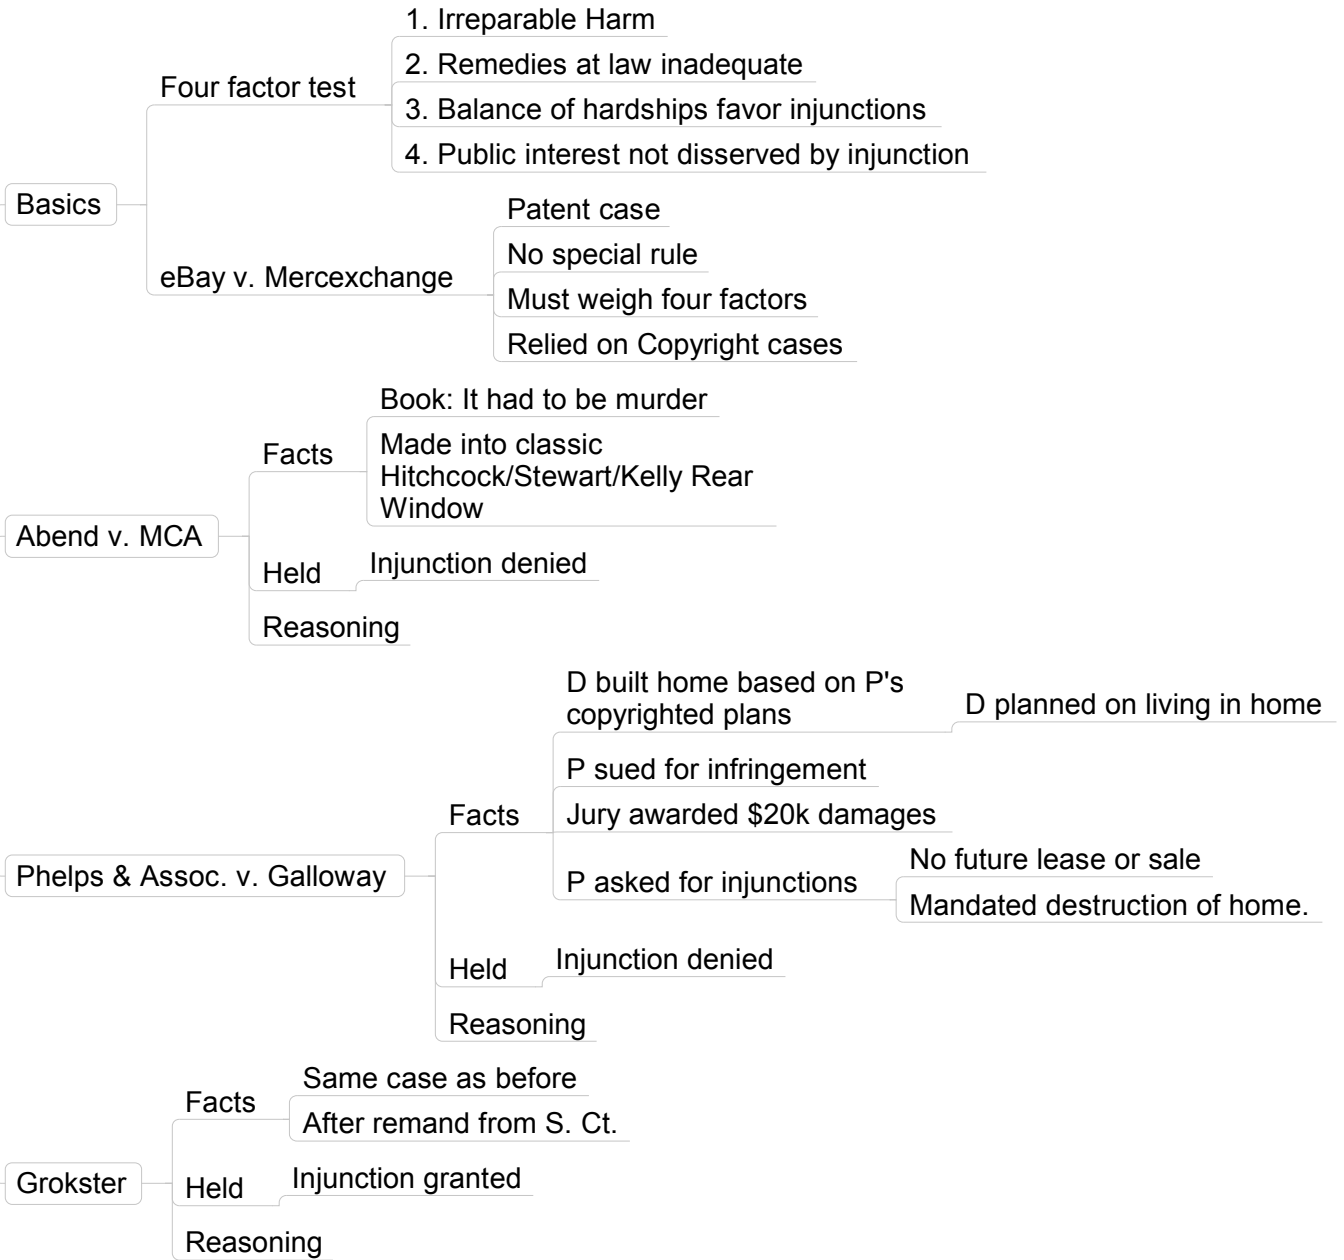 Basics
Four factor test
1. Irreparable Harm
2. Remedies at law inadequate
3. Balance of hardships favor injunctions
4. Public interest not disserved by injunction
eBay v. Mercexchange
Patent case
No special rule
Must weigh four factors
Relied on Copyright cases
Abend v. MCA
Facts
Book: It had to be murder
Made into classic
Hitchcock/Stewart/Kelly Rear
Window
Held
Injunction denied
Reasoning
Phelps & Assoc. v. Galloway
Facts
D built home based on P's
copyrighted plans
D planned on living in home
P sued for infringement
Jury awarded $20k damages
P asked for injunctions
No future lease or sale
Mandated destruction of home.
Held
Injunction denied
Reasoning
Grokster
Facts
Same case as before
After remand from S. Ct.
Held
Injunction granted
Reasoning